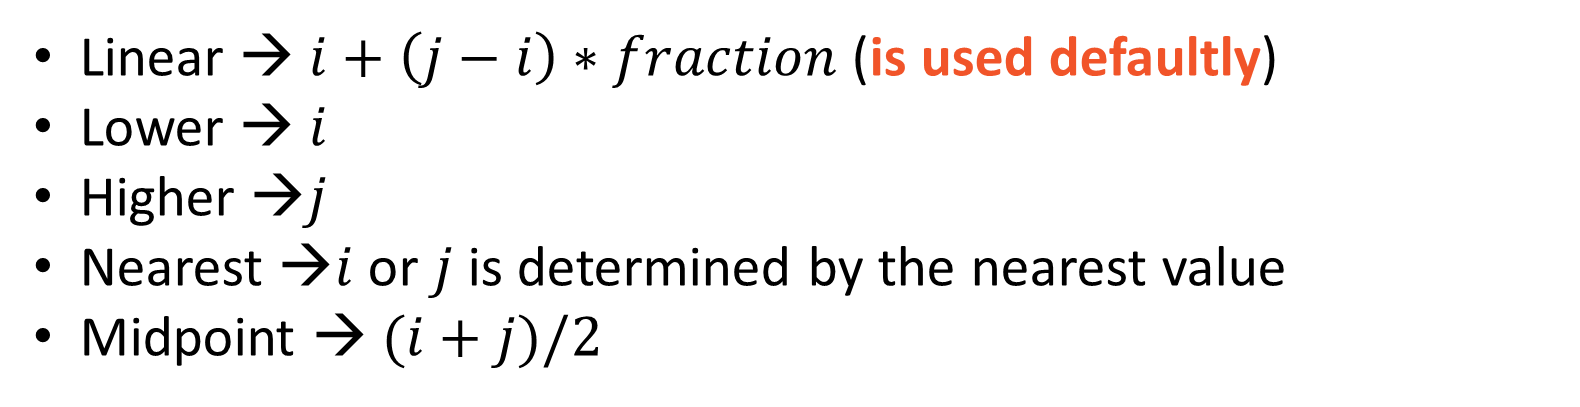 • Linear → i + (j − i) ∗ fraction (is used defaultly)
• Lower → i
• Higher →j
• Nearest →i or j is determined by the nearest value
• Midpoint → (i + j)/2